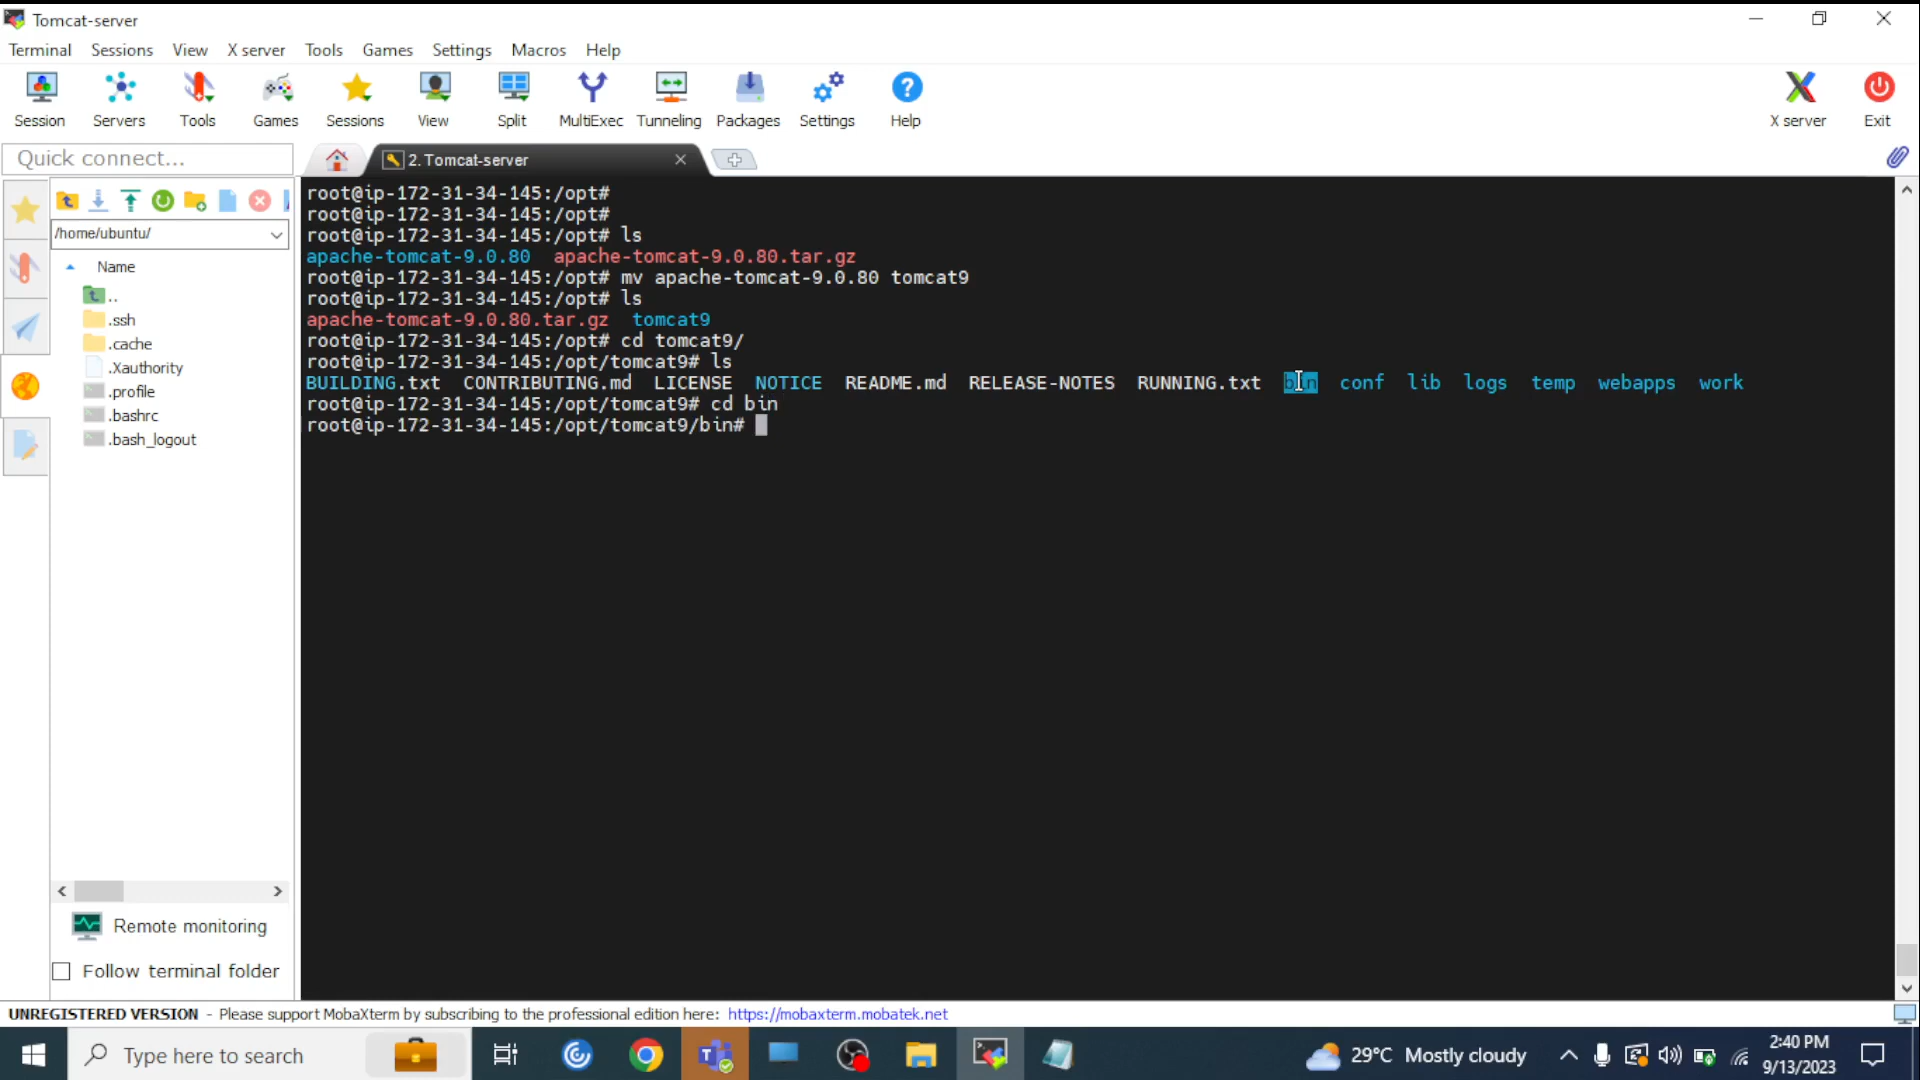 Tomcat-server
Terminal Sessions View X server Tools Games Settings Macros Help
Session Servers Tools Games Sessions View Split MultiExec Tunneling Packages Settings Help X server Exit
Quick connect...
2. Tomcat-server
/home/ubuntu/
Name
..
.ssh
.cache
.Xauthority
.profile
.bashrc
.bash_logout
root@ip-172-31-34-145:/opt#
root@ip-172-31-34-145:/opt#
root@ip-172-31-34-145:/opt# ls
apache-tomcat-9.0.80 apache-tomcat-9.0.80.tar.gz
root@ip-172-31-34-145:/opt# mv apache-tomcat-9.0.80 tomcat9
root@ip-172-31-34-145:/opt# ls
apache-tomcat-9.0.80.tar.gz tomcat9
root@ip-172-31-34-145:/opt# cd tomcat9/
root@ip-172-31-34-145:/opt/tomcat9# ls
BUILDING.txt CONTRIBUTING.md LICENSE NOTICE README.md RELEASE-NOTES RUNNING.txt bin conf lib logs temp webapps work
root@ip-172-31-34-145:/opt/tomcat9# cd bin
root@ip-172-31-34-145:/opt/tomcat9/bin#
Remote monitoring
Follow terminal folder
UNREGISTERED VERSION - Please support MobaXterm by subscribing to the professional edition here: https://mobaxterm.mobatek.net
Type here to search
29°C Mostly cloudy
2:40 PM
9/13/2023